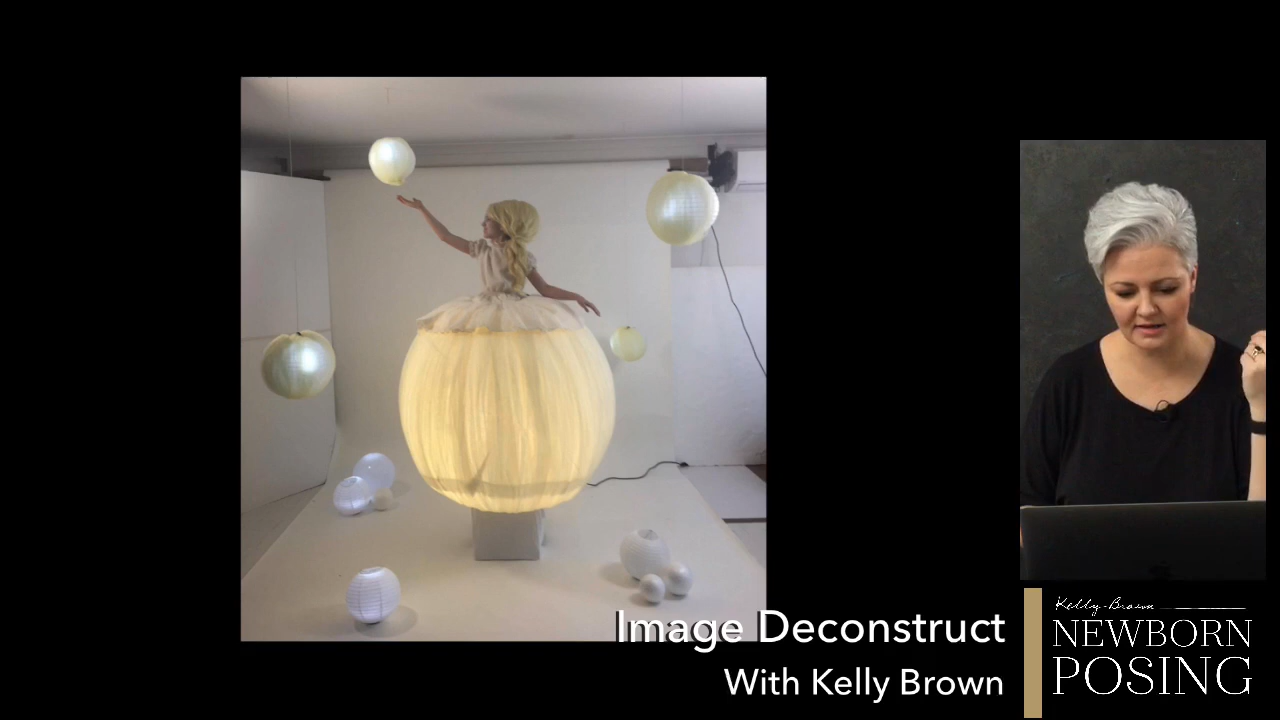 Image Deconstruct
With Kelly Brown
Kelly Brown
NEWBORN
POSING